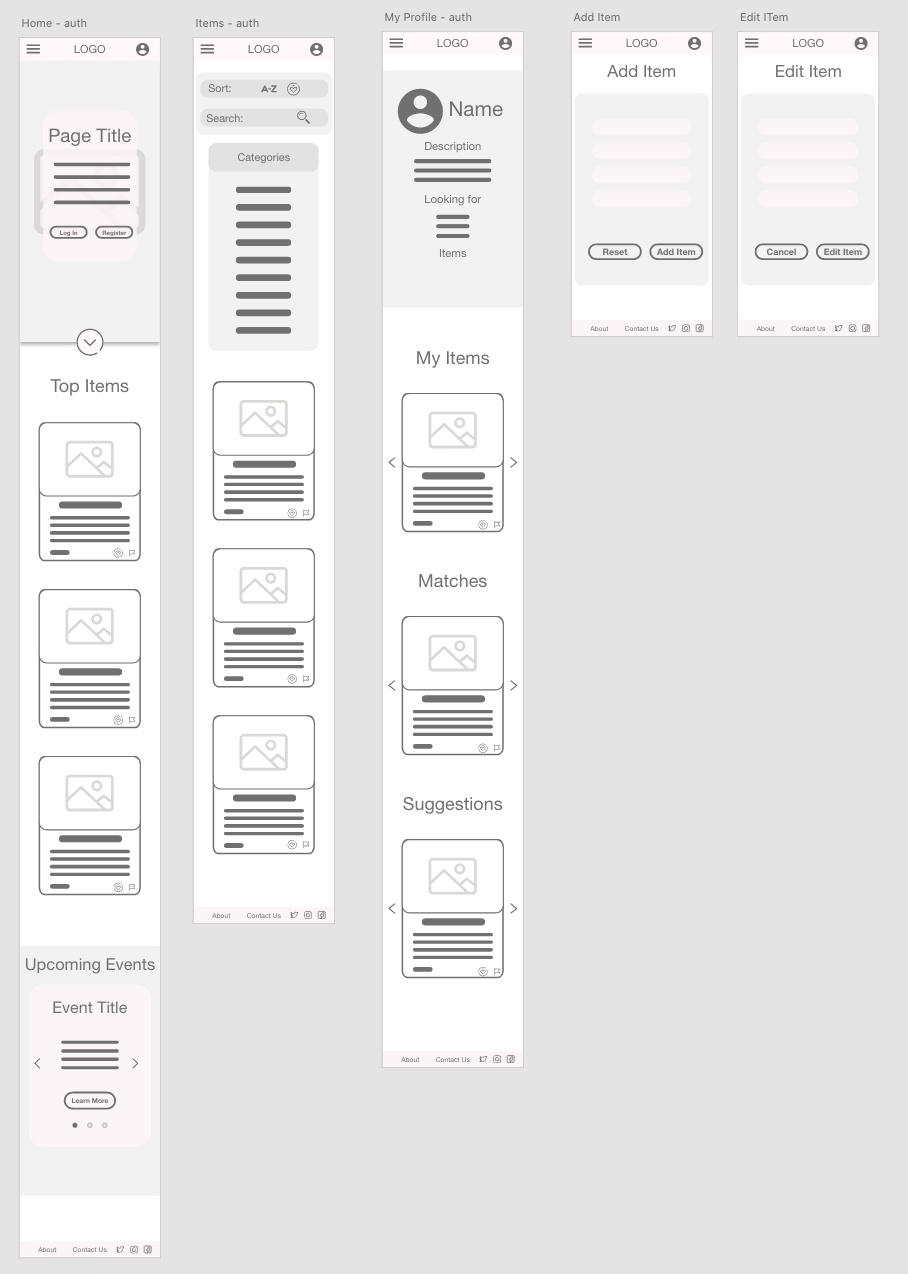 Home - auth
LOGO
Page Title
Log In
Register
Top Items
Upcoming Events
Event Title
Learn More
About
Contact Us
Items - auth
LOGO
Sort:
A-Z
Search:
Categories
About
Contact Us
My Profile - auth
LOGO
Name
Description
Looking for
Items
My Items
Matches
Suggestions
About
Contact Us
Add Item
LOGO
Add Item
Reset
Add Item
About
Contact Us
Edit ITem
LOGO
Edit Item
Cancel
Edit Item
About
Contact Us